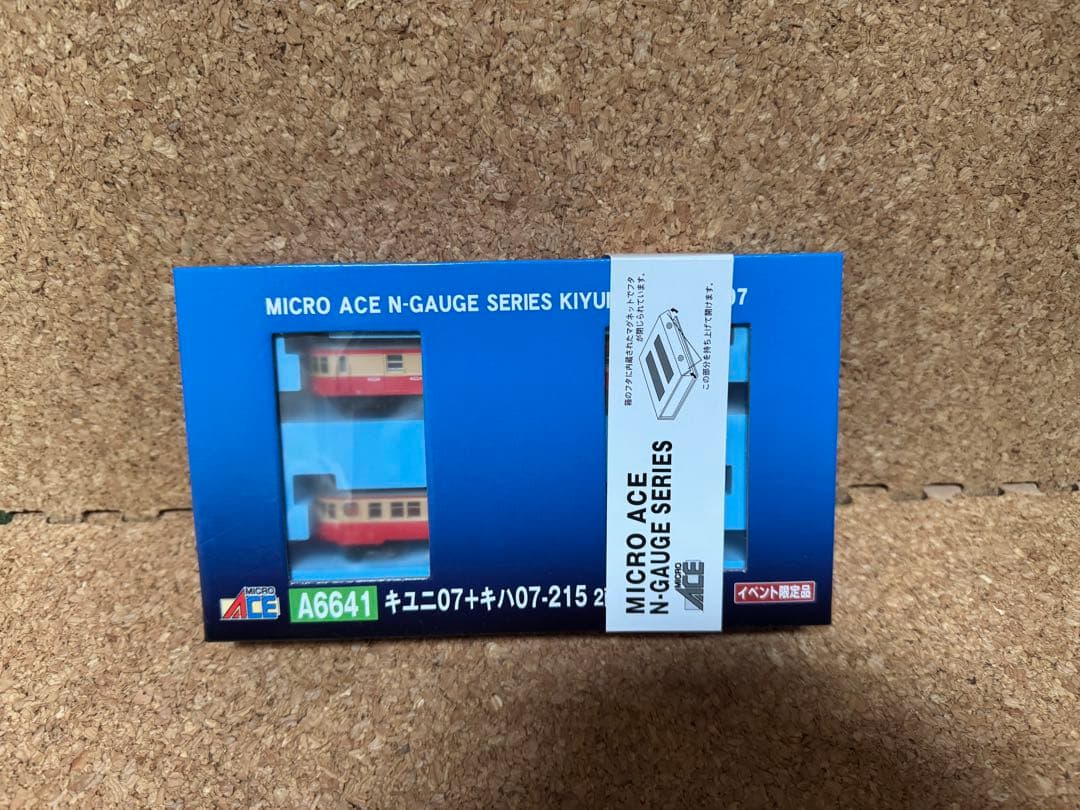 MICRO ACE N-GAUGE SERIES KIYU
07
箱のフタに内蔵されたマグネットでフタ
が閉じられています。
この部分を持ち上げて開けます。
MICRO ACE
N-GAUGE SERIES
MICRO
ACE
MICRO
ACE
A6641 キユニ07+キハ07-215 2
イベント限定品